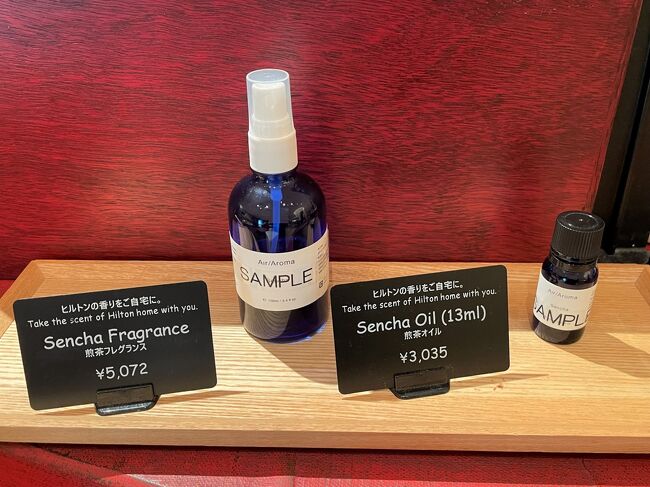 ヒルトンの香りをご自宅に。
Take the scent of Hilton home with you.
Sencha Fragrance
煎茶フレグランス
¥5,072
Air/Aroma
SAMPLE
ヒルトンの香りをご自宅に。
Take the scent of Hilton home with you.
Sencha Oil (13ml)
煎茶オイル
¥3,035
Air/Aroma
SAMPLE